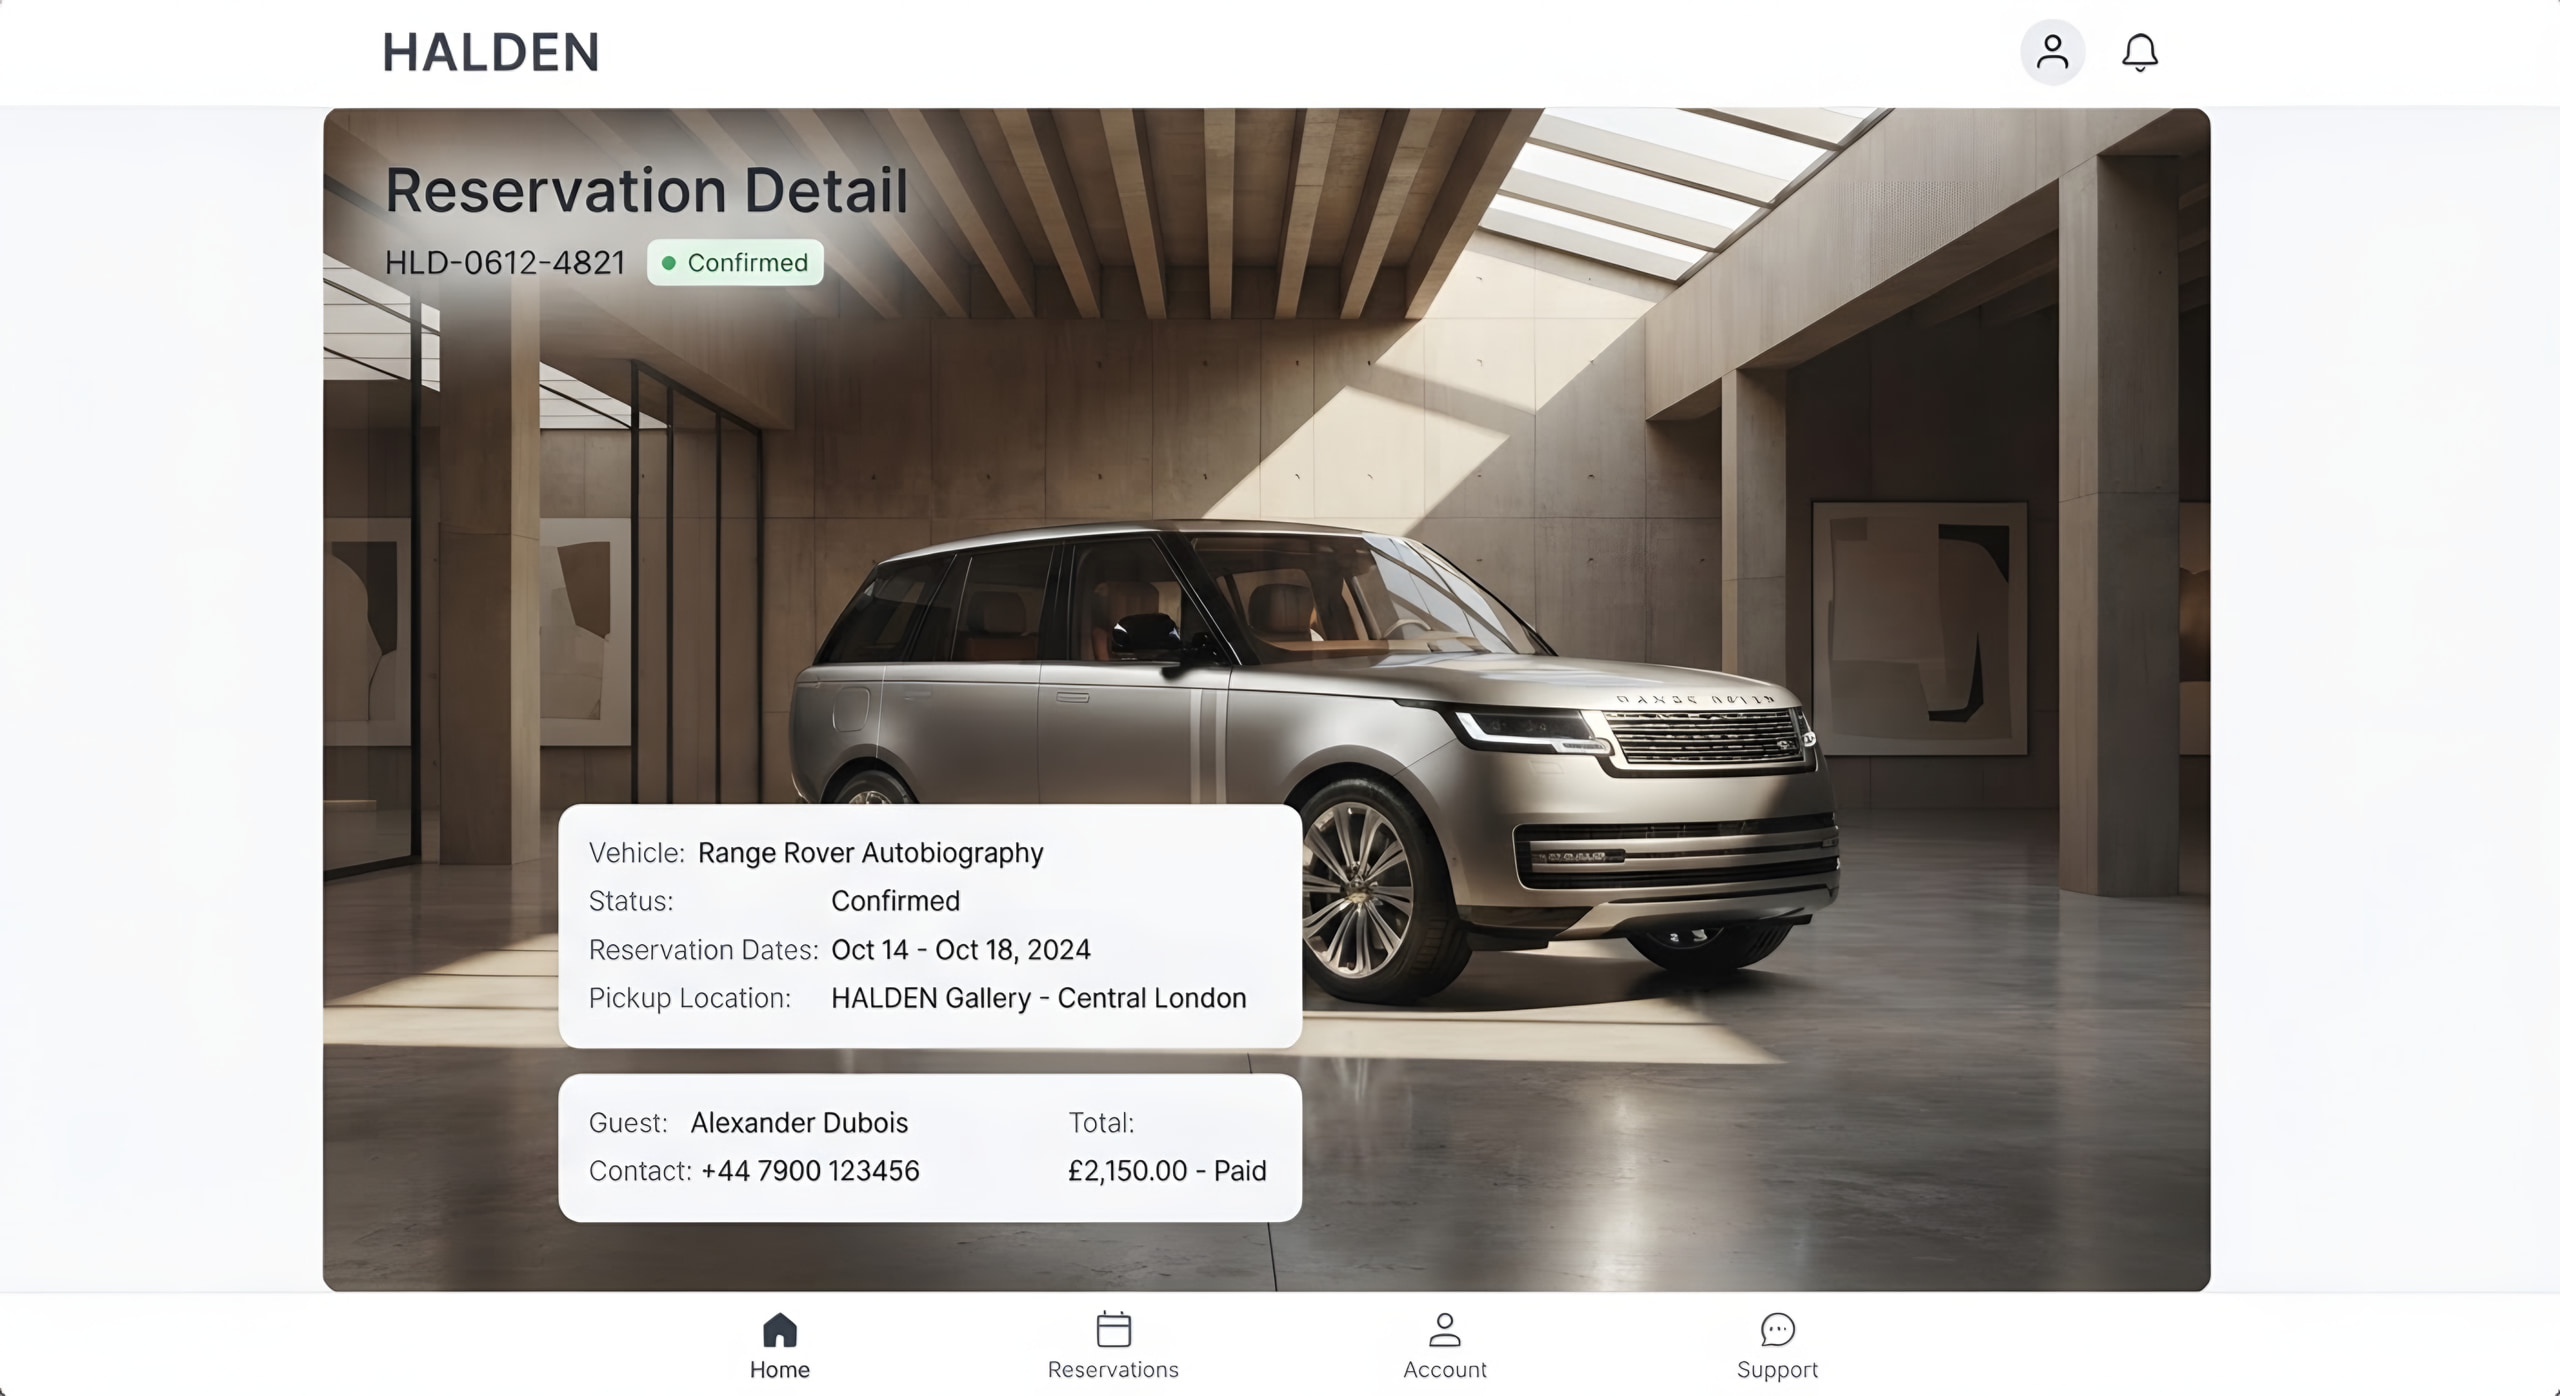 HALDEN
Reservation Detail
HLD-0612-4821 Confirmed
Vehicle: Range Rover Autobiography
Status: Confirmed
Reservation Dates: Oct 14 - Oct 18, 2024
Pickup Location: HALDEN Gallery - Central London
Guest: Alexander Dubois Total:
Contact: +44 7900 123456 £2,150.00 - Paid
Home Reservations Account Support